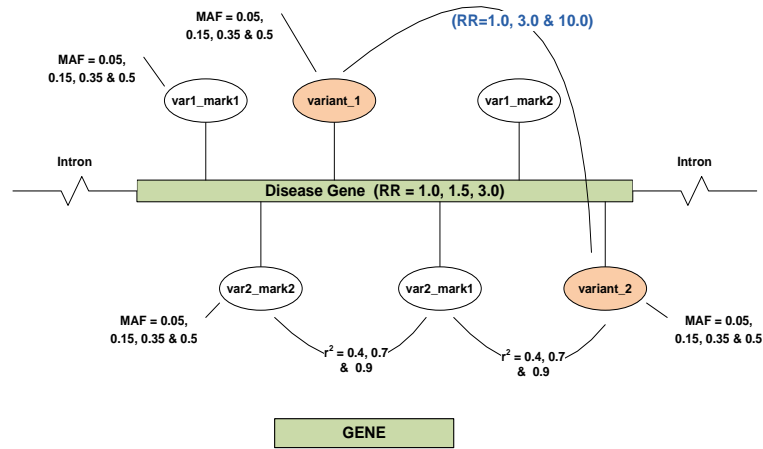 MAF = 0.05,
0.15, 0.35 & 0.5
(RR=1.0, 3.0 & 10.0)
MAF = 0.05,
0.15, 0.35 & 0.5
var1_mark1
variant_1
var1_mark2
Intron
Intron
Disease Gene (RR = 1.0, 1.5, 3.0)
var2_mark2
var2_mark1
variant_2
MAF = 0.05,
0.15, 0.35 & 0.5
MAF = 0.05,
0.15, 0.35 & 0.5
r² = 0.4, 0.7
& 0.9
r² = 0.4, 0.7
& 0.9
GENE